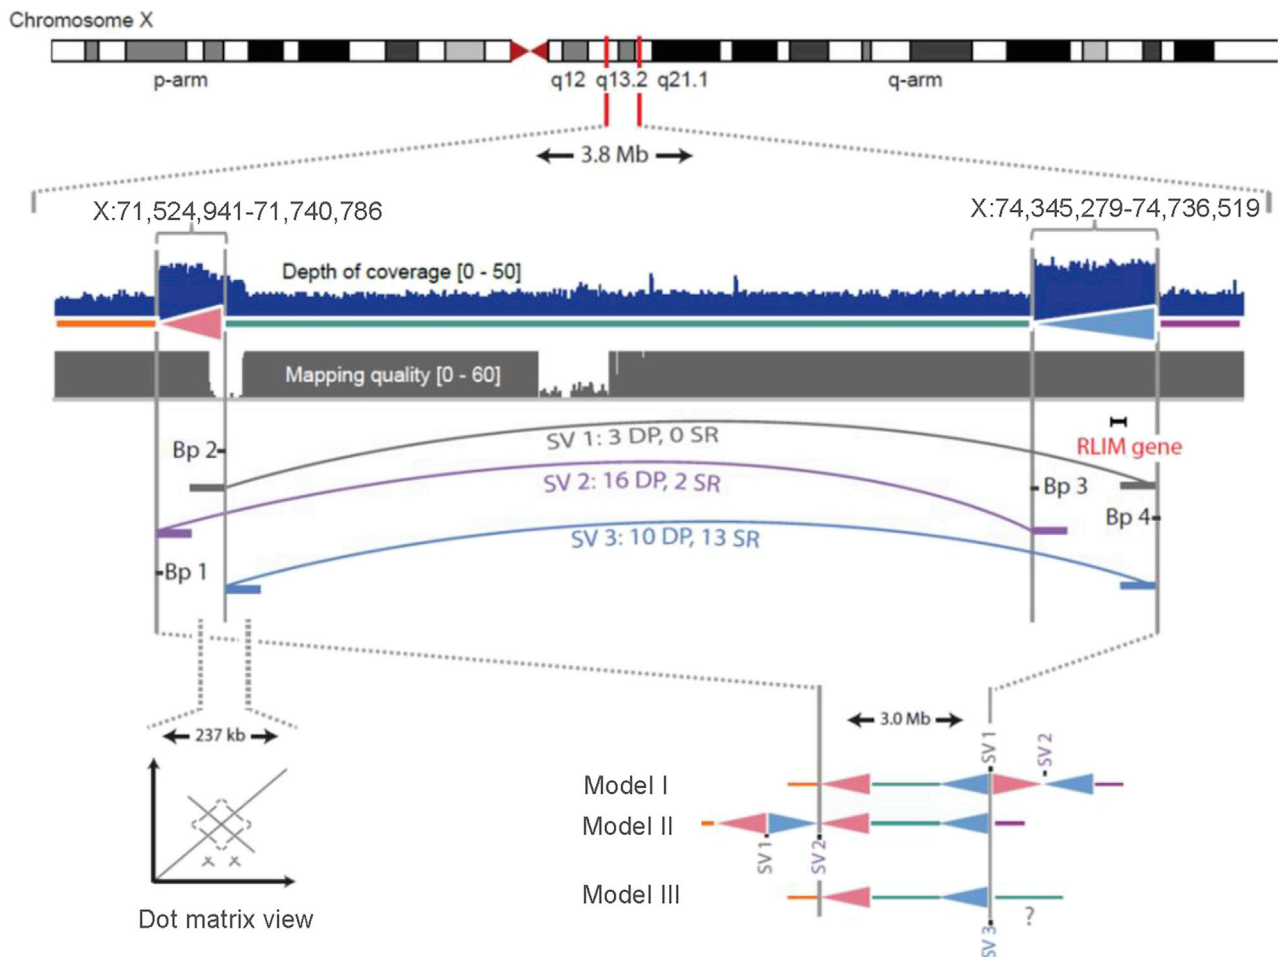 Chromosome X
p-arm
q12 q13.2 q21.1
q-arm
3.8 Mb
X:71,524,941-71,740,786
X:74,345,279-74,736,519
Depth of coverage [0 - 50]
Mapping quality [0 - 60]
Bp 2
SV 1: 3 DP, 0 SR
RLIM gene
SV 2: 16 DP, 2 SR
Bp 3
Bp 4
SV 3: 10 DP, 13 SR
Bp 1
237 kb
Dot matrix view
3.0 Mb
SV 1
SV 2
Model I
Model II
SV 1
SV 2
Model III
?
SV 3